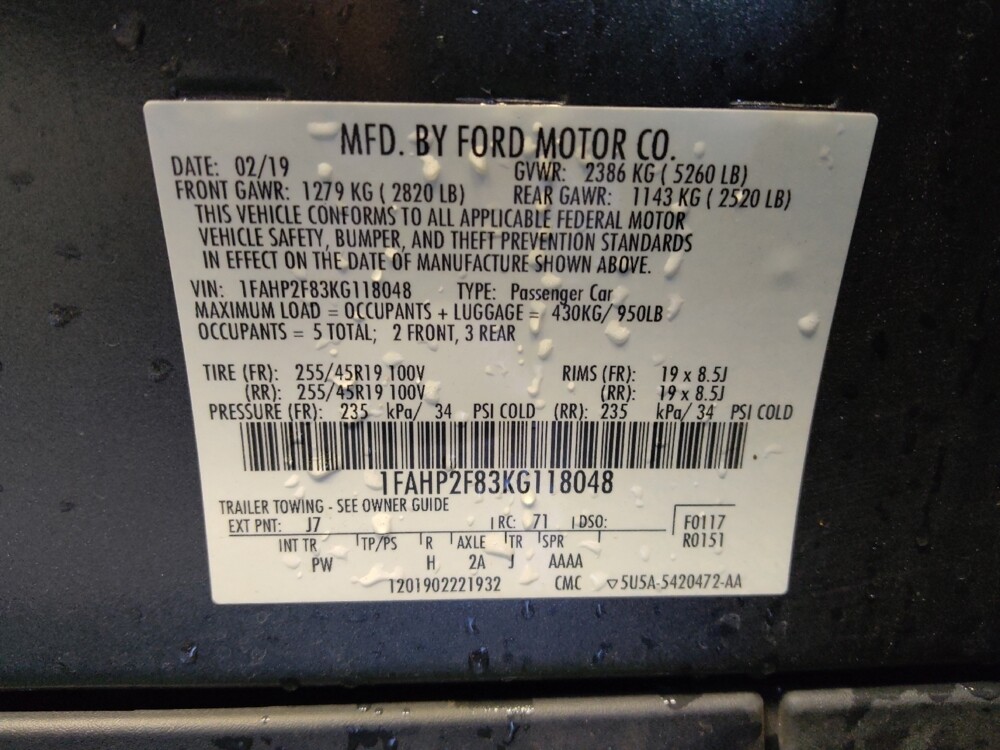 MFD. BY FORD MOTOR CO.
DATE: 02/19 GVWR: 2386 KG ( 5260 LB)
FRONT GAWR: 1279 KG ( 2820 LB) REAR GAWR: 1143 KG ( 2520 LB)
THIS VEHICLE CONFORMS TO ALL APPLICABLE FEDERAL MOTOR
VEHICLE SAFETY, BUMPER, AND THEFT PREVENTION STANDARDS
IN EFFECT ON THE DATE OF MANUFACTURE SHOWN ABOVE.
VIN: 1FAHP2F83KG118048 TYPE: Passenger Car
MAXIMUM LOAD = OCCUPANTS + LUGGAGE = 430KG/ 950LB
OCCUPANTS = 5 TOTAL; 2 FRONT, 3 REAR
TIRE (FR): 255/45R19 100V RIMS (FR): 19 x 8.5J
(RR): 255/45R19 100V (RR): 19 x 8.5J
PRESSURE (FR): 235 kPa/ 34 PSI COLD (RR): 235 kPa/ 34 PSI COLD
1FAHP2F83KG118048
TRAILER TOWING - SEE OWNER GUIDE
EXT PNT: J7 RC: 71 DSO: F0117
R0151
INT TR TP/PS R AXLE TR SPR
PW H 2A J AAAA
1201902221932 CMC ▽5U5A-5420472-AA